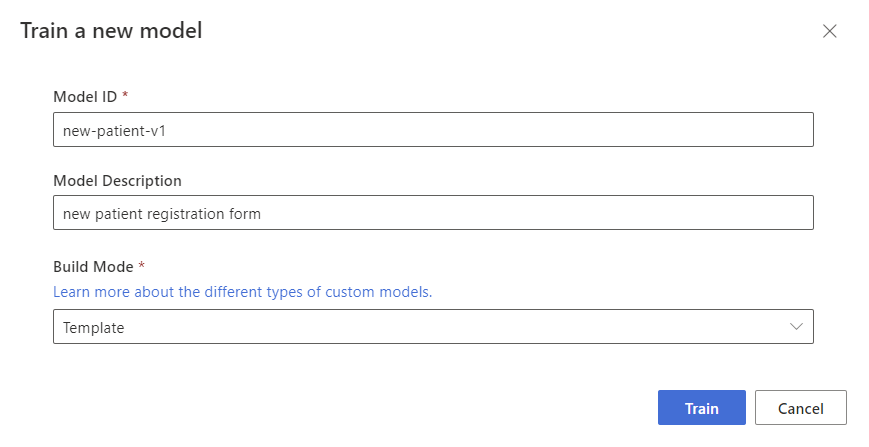 Train a new model
Model ID *
new-patient-v1
Model Description
new patient registration form
Build Mode *
Learn more about the different types of custom models.
Template
Train
Cancel